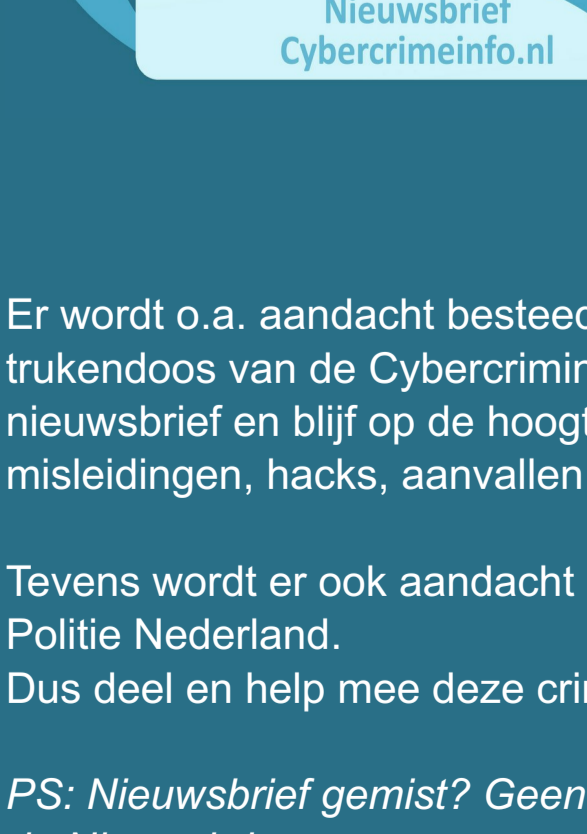 Nieuwsbrief
Cybercrimeinfo.nl
Er wordt o.a. aandacht besteed
trukendoos van de Cybercrimin
nieuwsbrief en blijf op de hoogt
misleidingen, hacks, aanvallen
Tevens wordt er ook aandacht
Politie Nederland.
Dus deel en help mee deze crin
PS: Nieuwsbrief gemist? Geen